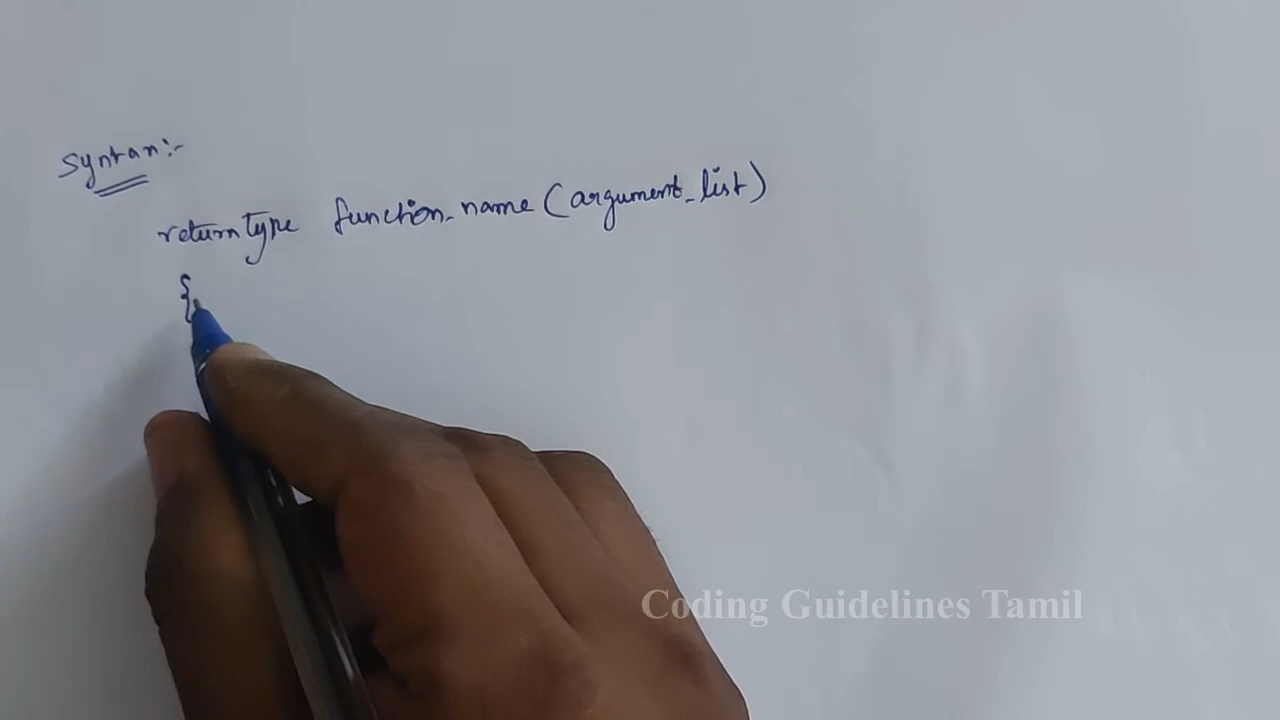 Syntax:-
returntype function_name (argument_list)
{
Coding Guidelines Tamil